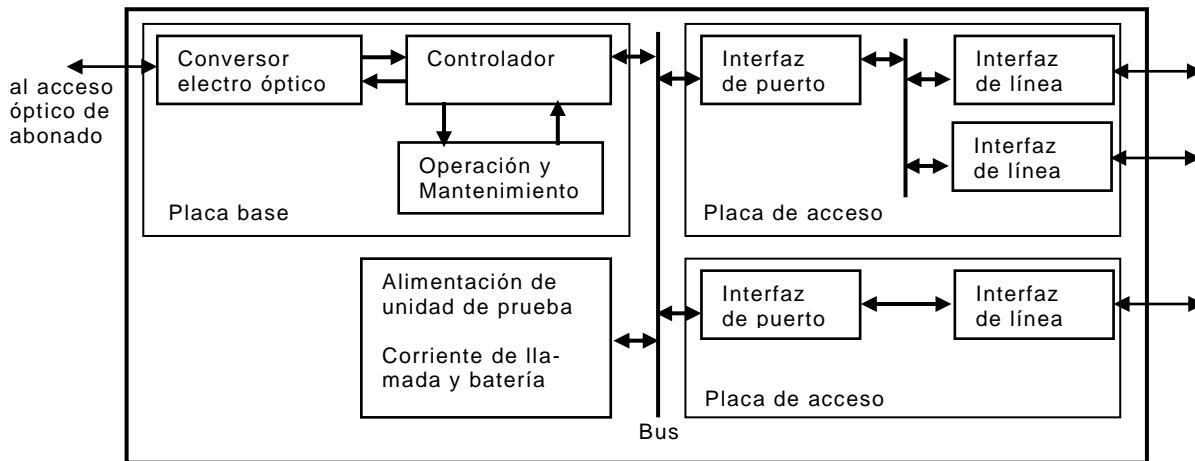 al acceso
óptico de
abonado
Conversor
electro óptico
Controlador
Operación y
Mantenimiento
Placa base
Interfaz
de puerto
Interfaz
de línea
Interfaz
de línea
Placa de acceso
Alimentación de
unidad de prueba
Corriente de lla-
mada y batería
Bus
Interfaz
de puerto
Interfaz
de línea
Placa de acceso